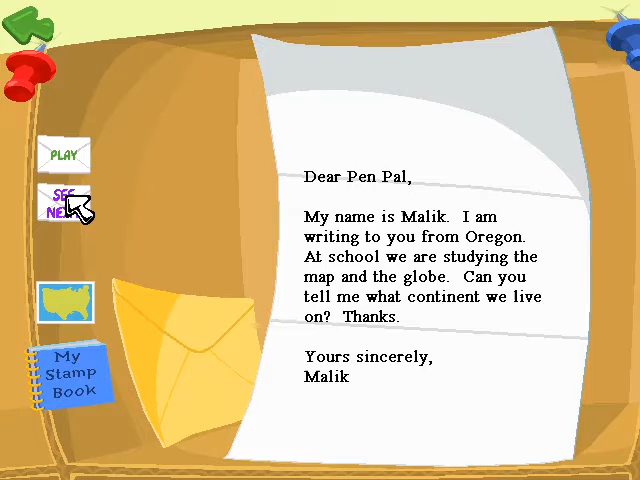 PLAY
SEE
Dear Pen Pal,
My name is Malik. I am
writing to you from Oregon.
At school we are studying the
map and the globe. Can you
tell me what continent we live
on? Thanks.
Yours sincerely,
Malik
My
Stamp
Book